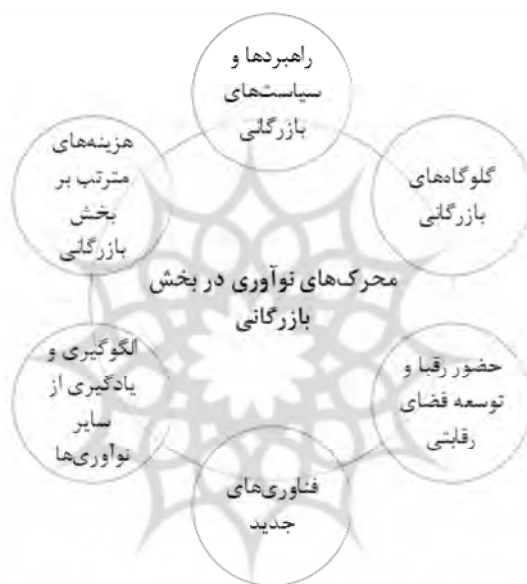 راهبردها و
سیاست‌های
بازرگانی
گلوگاه‌های
بازرگانی
حضور رقبا و
توسعه فضای
رقابتی
فناوری‌های
جدید
الگوگیری و
یادگیری از
سایر
نوآوری‌ها
هزینه‌های
مترتب بر
بخش
بازرگانی
محرک‌های نوآوری در بخش
بازرگانی